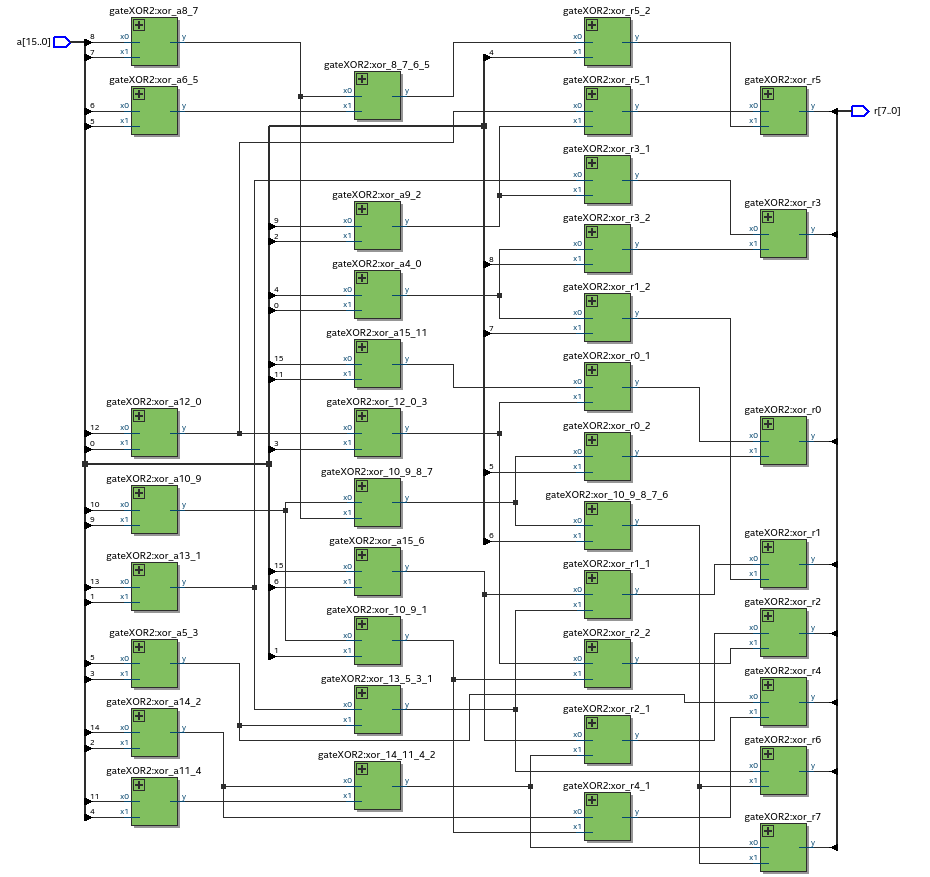 a[15..0]
gateXOR2:xor_a8_7
8 x0 y
7 x1
gateXOR2:xor_a6_5
6 x0 y
5 x1
gateXOR2:xor_a12_0
12 x0 y
0 x1
gateXOR2:xor_a10_9
10 x0 y
9 x1
gateXOR2:xor_a13_1
13 x0 y
1 x1
gateXOR2:xor_a5_3
5 x0 y
3 x1
gateXOR2:xor_a14_2
14 x0 y
2 x1
gateXOR2:xor_a11_4
11 x0 y
4 x1
gateXOR2:xor_8_7_6_5
x0 y
x1
gateXOR2:xor_a9_2
9 x0 y
2 x1
gateXOR2:xor_a4_0
4 x0 y
0 x1
gateXOR2:xor_a15_11
15 x0 y
11 x1
gateXOR2:xor_12_0_3
x0 y
3 x1
gateXOR2:xor_10_9_8_7
x0 y
x1
gateXOR2:xor_a15_6
15 x0 y
6 x1
gateXOR2:xor_10_9_1
x0 y
1 x1
gateXOR2:xor_13_5_3_1
x0 y
x1
gateXOR2:xor_14_11_4_2
x0 y
x1
gateXOR2:xor_r5_2
x0 y
4 x1
gateXOR2:xor_r5_1
x0 y
x1
gateXOR2:xor_r3_1
x0 y
x1
gateXOR2:xor_r3_2
x0 y
8 x1
gateXOR2:xor_r1_2
x0 y
7 x1
gateXOR2:xor_r0_1
x0 y
x1
gateXOR2:xor_r0_2
x0 y
5 x1
gateXOR2:xor_10_9_8_7_6
x0 y
6 x1
gateXOR2:xor_r1_1
x0 y
x1
gateXOR2:xor_r2_2
x0 y
x1
gateXOR2:xor_r2_1
x0 y
x1
gateXOR2:xor_r4_1
x0 y
x1
gateXOR2:xor_r5
x0 y
x1
gateXOR2:xor_r3
x0 y
x1
gateXOR2:xor_r0
x0 y
x1
gateXOR2:xor_r1
x0 y
x1
gateXOR2:xor_r2
x0 y
x1
gateXOR2:xor_r4
x0 y
x1
gateXOR2:xor_r6
x0 y
x1
gateXOR2:xor_r7
x0 y
x1
r[7..0]